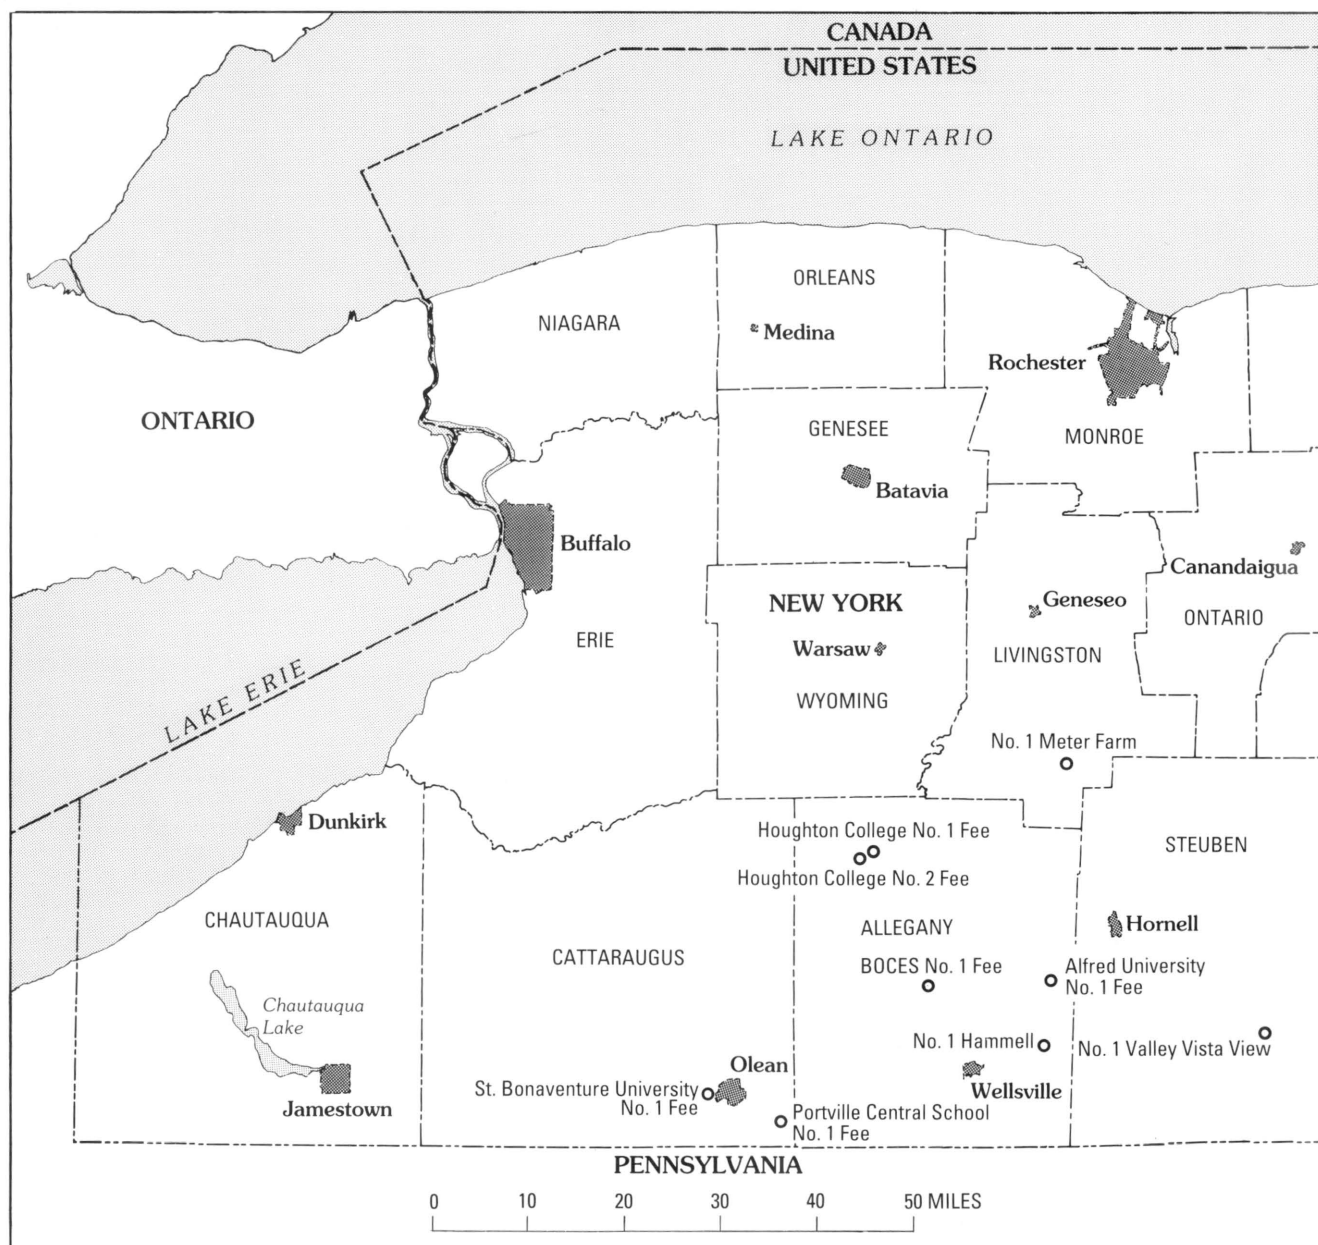 CANADA
UNITED STATES
LAKE ONTARIO
ORLEANS
NIAGARA
Medina
Rochester
ONTARIO
GENESEE
MONROE
Batavia
Buffalo
Canandaigua
NEW YORK
Geneseo
ONTARIO
ERIE
Warsaw
LIVINGSTON
LAKE ERIE
WYOMING
No. 1 Meter Farm
Dunkirk
Houghton College No. 1 Fee
STEUBEN
Houghton College No. 2 Fee
CHAUTAUQUA
ALLEGANY
Hornell
CATTARAUGUS
BOCES No. 1 Fee
Alfred University
No. 1 Fee
Chautauqua
Lake
No. 1 Hammell
No. 1 Valley Vista View
Olean
St. Bonaventure University
No. 1 Fee
Wellsville
Jamestown
Portville Central School
No. 1 Fee
PENNSYLVANIA
0 10 20 30 40 50 MILES